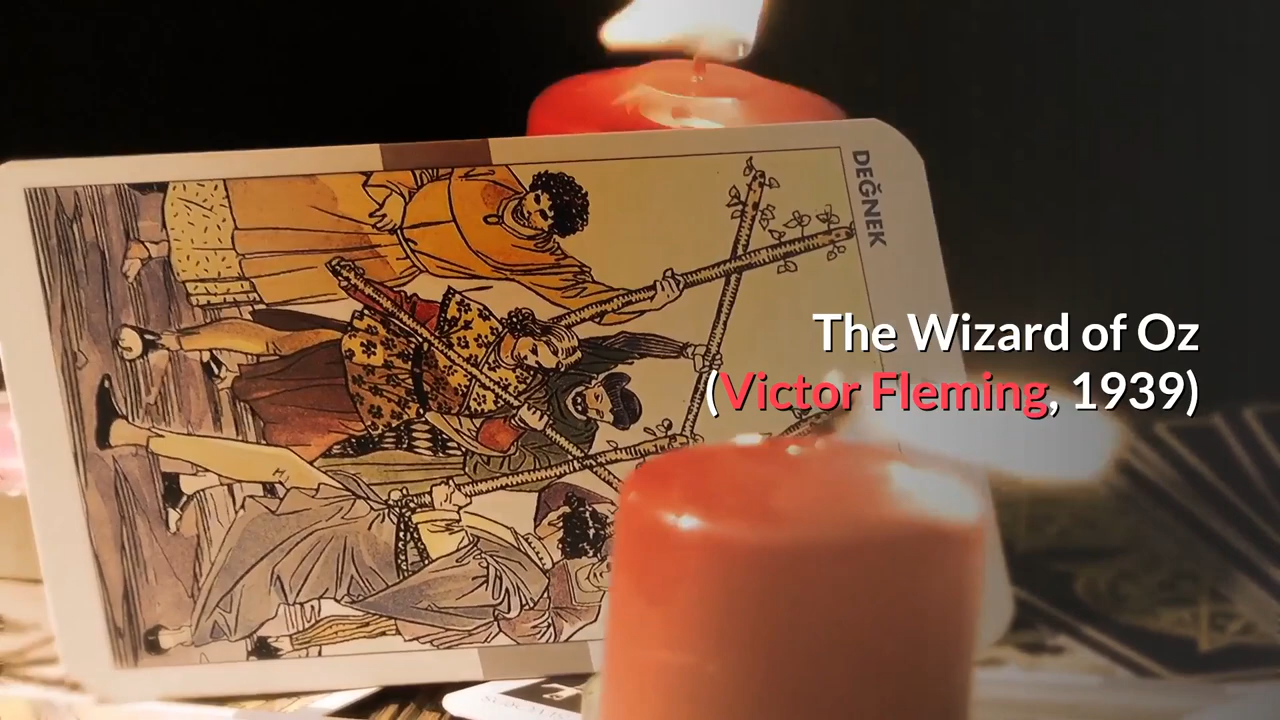 DEĞNEK
The Wizard of Oz
(Victor Fleming, 1939)